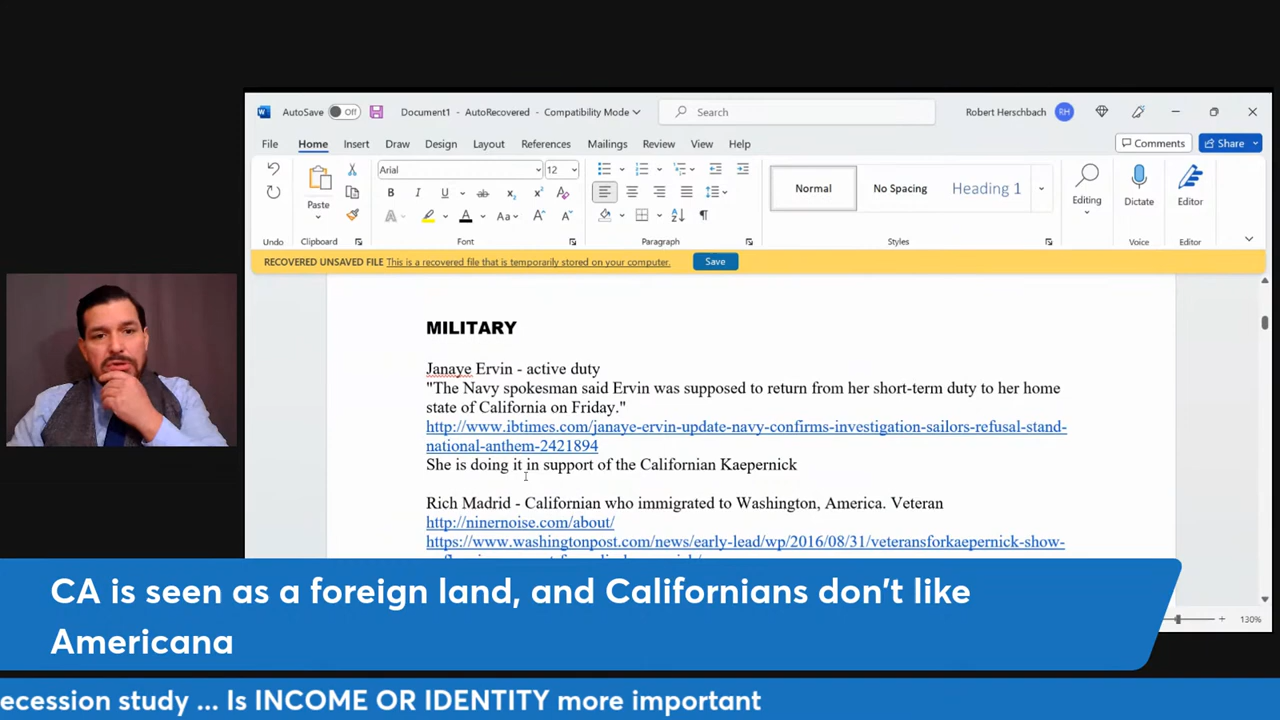 AutoSave Off Document1 - AutoRecovered - Compatibility Mode Search Robert Herschbach RH
File Home Insert Draw Design Layout References Mailings Review View Help Comments Share
Arial 12
Paste
B I U ab x₂ x²
A A Aa A A
Normal No Spacing Heading 1
Editing Dictate Editor
Undo Clipboard Font Paragraph Styles Voice Editor
RECOVERED UNSAVED FILE This is a recovered file that is temporarily stored on your computer. Save
MILITARY
Janaye Ervin - active duty
"The Navy spokesman said Ervin was supposed to return from her short-term duty to her home
state of California on Friday."
http://www.ibtimes.com/janaye-ervin-update-navy-confirms-investigation-sailors-refusal-stand-
national-anthem-2421894
She is doing it in support of the Californian Kaepernick
Rich Madrid - Californian who immigrated to Washington, America. Veteran
http://ninernoise.com/about/
https://www.washingtonpost.com/news/early-lead/wp/2016/08/31/veteransforkaepernick-show-
130%
CA is seen as a foreign land, and Californians don't like
Americana
ecession study ... Is INCOME OR IDENTITY more important